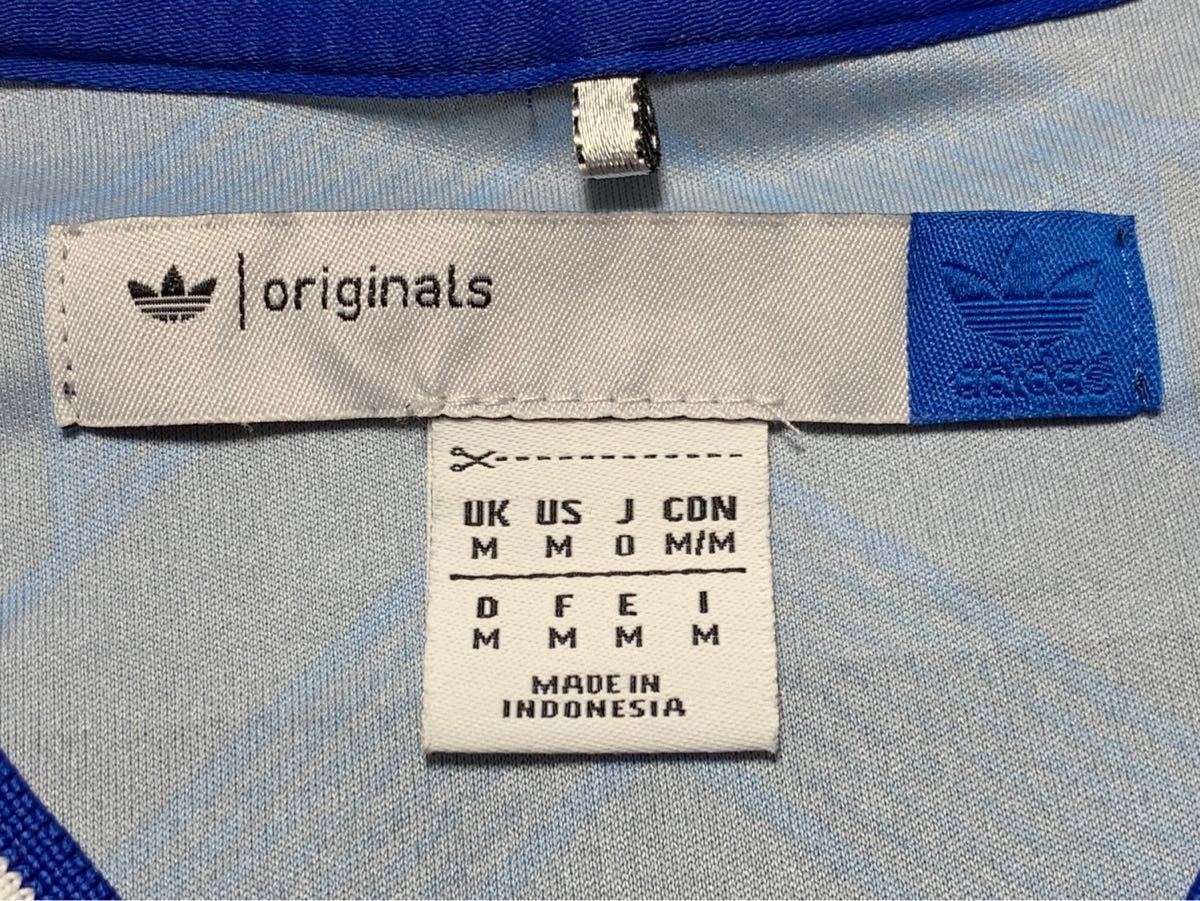 originals
adidas
UK US J CDN
M M O M/M
D F E I
M M M M
MADE IN
INDONESIA